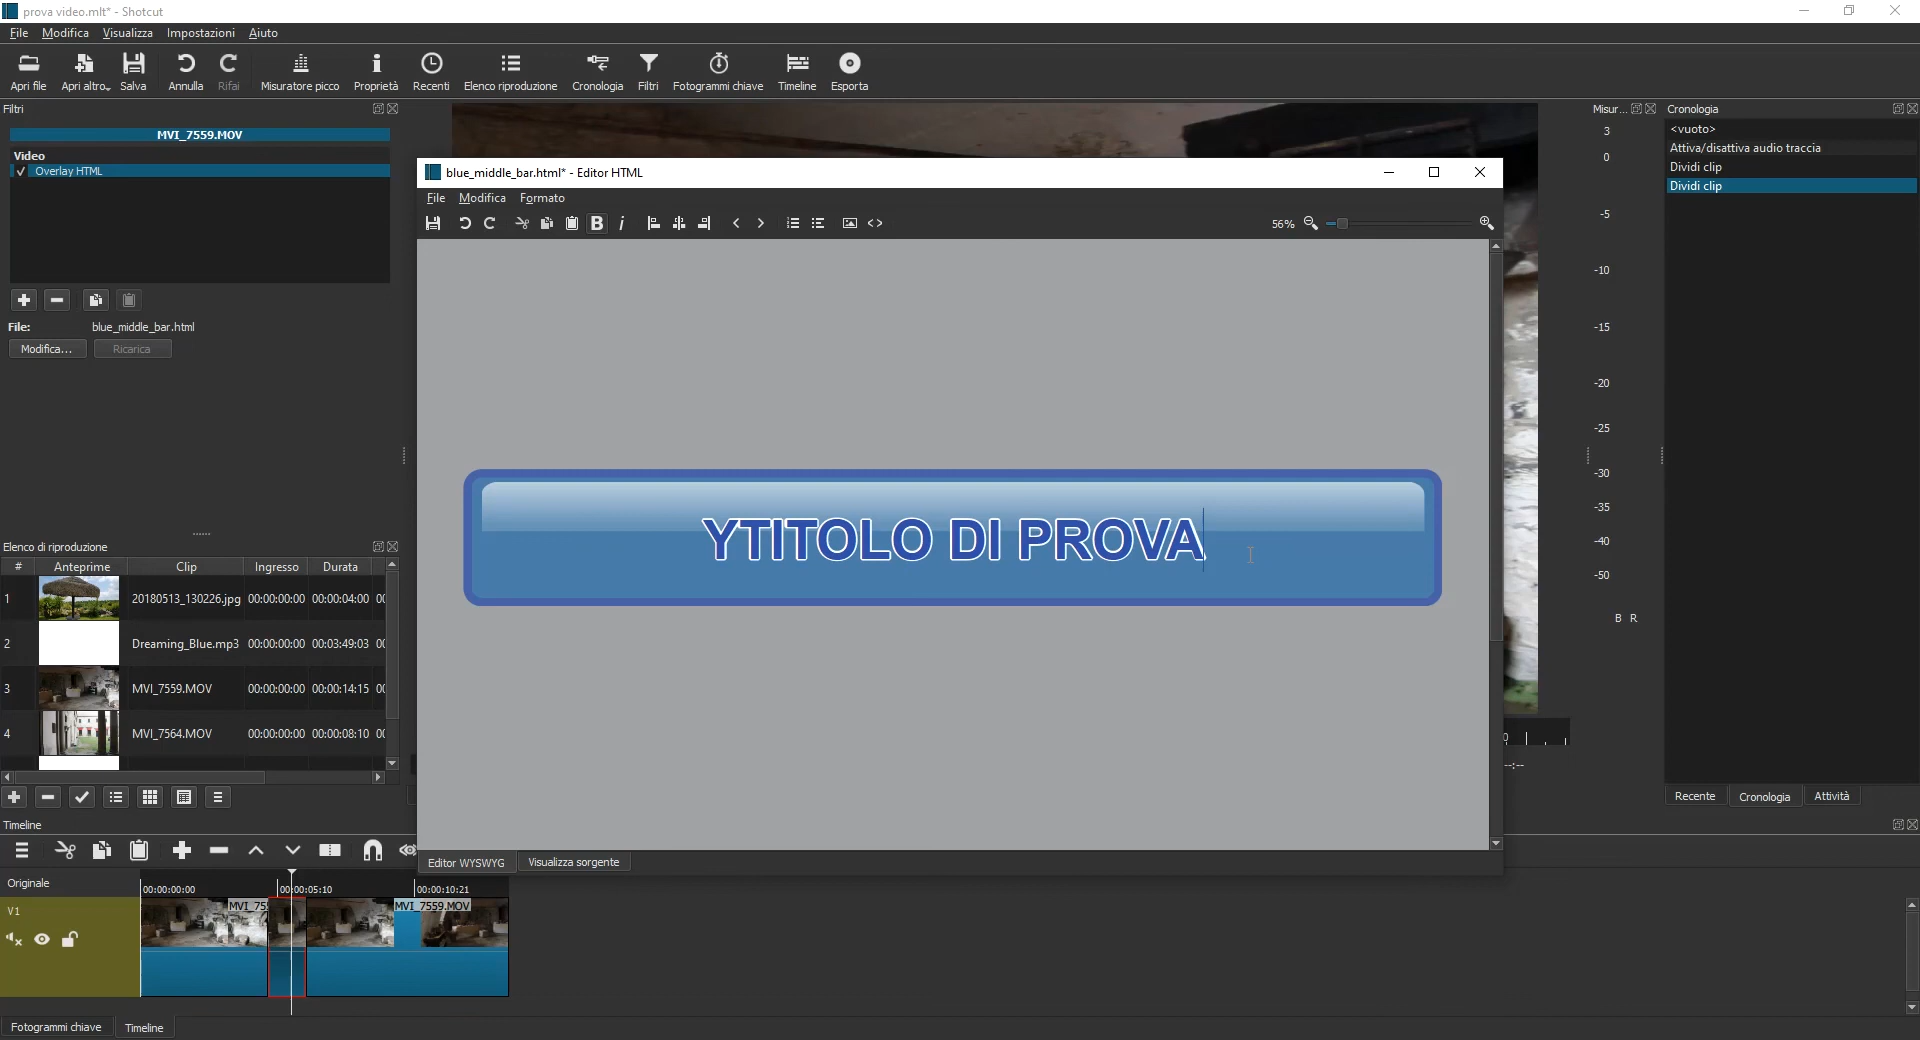 prova video.mlt* - Shotcut
File Modifica Visualizza Impostazioni Aiuto
Apri file Apri altro Salva Annulla Rifai Misuratore picco Proprietà Recenti Elenco riproduzione Cronologia Filtri Fotogrammi chiave Timeline Esporta
Filtri
MVI_7559.MOV
Video
Overlay HTML
File: blue_middle_bar.html
Modifica... Ricarica
Elenco di riproduzione
# Anteprime Clip Ingresso Durata
1 20180513_130226.jpg 00:00:00:00 00:00:04:00 00
2 Dreaming_Blue.mp3 00:00:00:00 00:03:49:03 00
3 MVI_7559.MOV 00:00:00:00 00:00:14:15 00
4 MVI_7564.MOV 00:00:00:00 00:00:08:10 00
blue_middle_bar.html* - Editor HTML
File Modifica Formato
B i 56%
YTITOLO DI PROVA
Editor WYSWYG Visualizza sorgente
0
--:--
Misur...
3
0
-5
-10
-15
-20
-25
-30
-35
-40
-50
B R
Cronologia
<vuoto>
Attiva/disattiva audio traccia
Dividi clip
Dividi clip
Recente Cronologia Attività
Timeline
Originale
00:00:00:00 00:00:05:10 00:00:10:21
V1
MVI_755 MVI_7559.MOV
Fotogrammi chiave Timeline